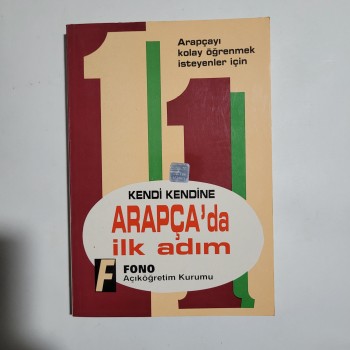 Arapçayı
kolay öğrenmek
isteyenler için
KENDİ KENDİNE
ARAPÇA'da
ilk adım
F FONO
Açıköğretim Kurumu